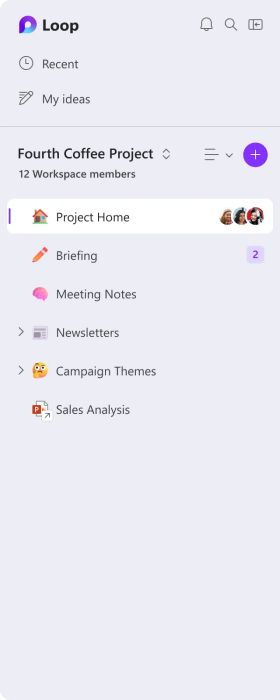 Loop
Recent
My ideas
Fourth Coffee Project
12 Workspace members
Project Home
Briefing 2
Meeting Notes
Newsletters
Campaign Themes
Sales Analysis